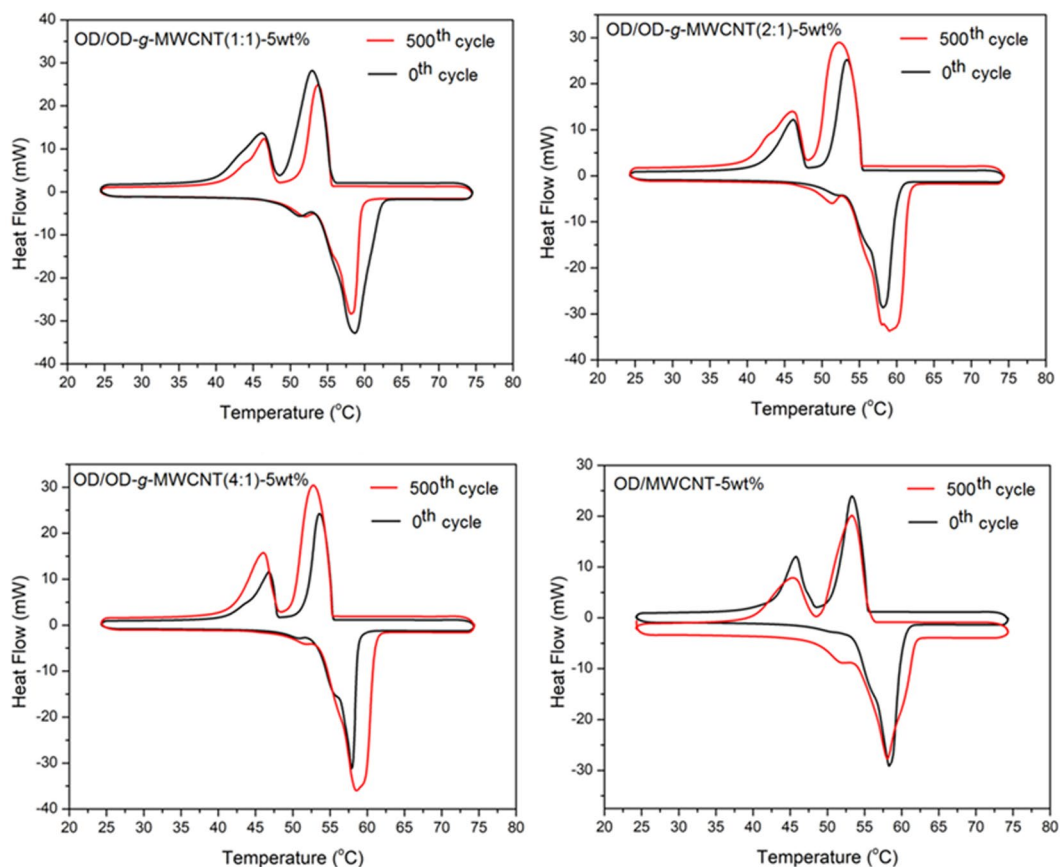 OD/OD-g-MWCNT(1:1)-5wt%
500th cycle
0th cycle
40
30
20
10
0
-10
-20
-30
-40
Heat Flow (mW)
20 25 30 35 40 45 50 55 60 65 70 75 80
Temperature (°C)
OD/OD-g-MWCNT(2:1)-5wt%
500th cycle
0th cycle
30
20
10
0
-10
-20
-30
-40
Heat Flow (mW)
20 25 30 35 40 45 50 55 60 65 70 75 80
Temperature (°C)
OD/OD-g-MWCNT(4:1)-5wt%
500th cycle
0th cycle
30
20
10
0
-10
-20
-30
-40
Heat Flow (mW)
20 25 30 35 40 45 50 55 60 65 70 75 80
Temperature (°C)
OD/MWCNT-5wt%
500th cycle
0th cycle
30
20
10
0
-10
-20
-30
Heat Flow (mW)
20 25 30 35 40 45 50 55 60 65 70 75 80
Temperature (°C)